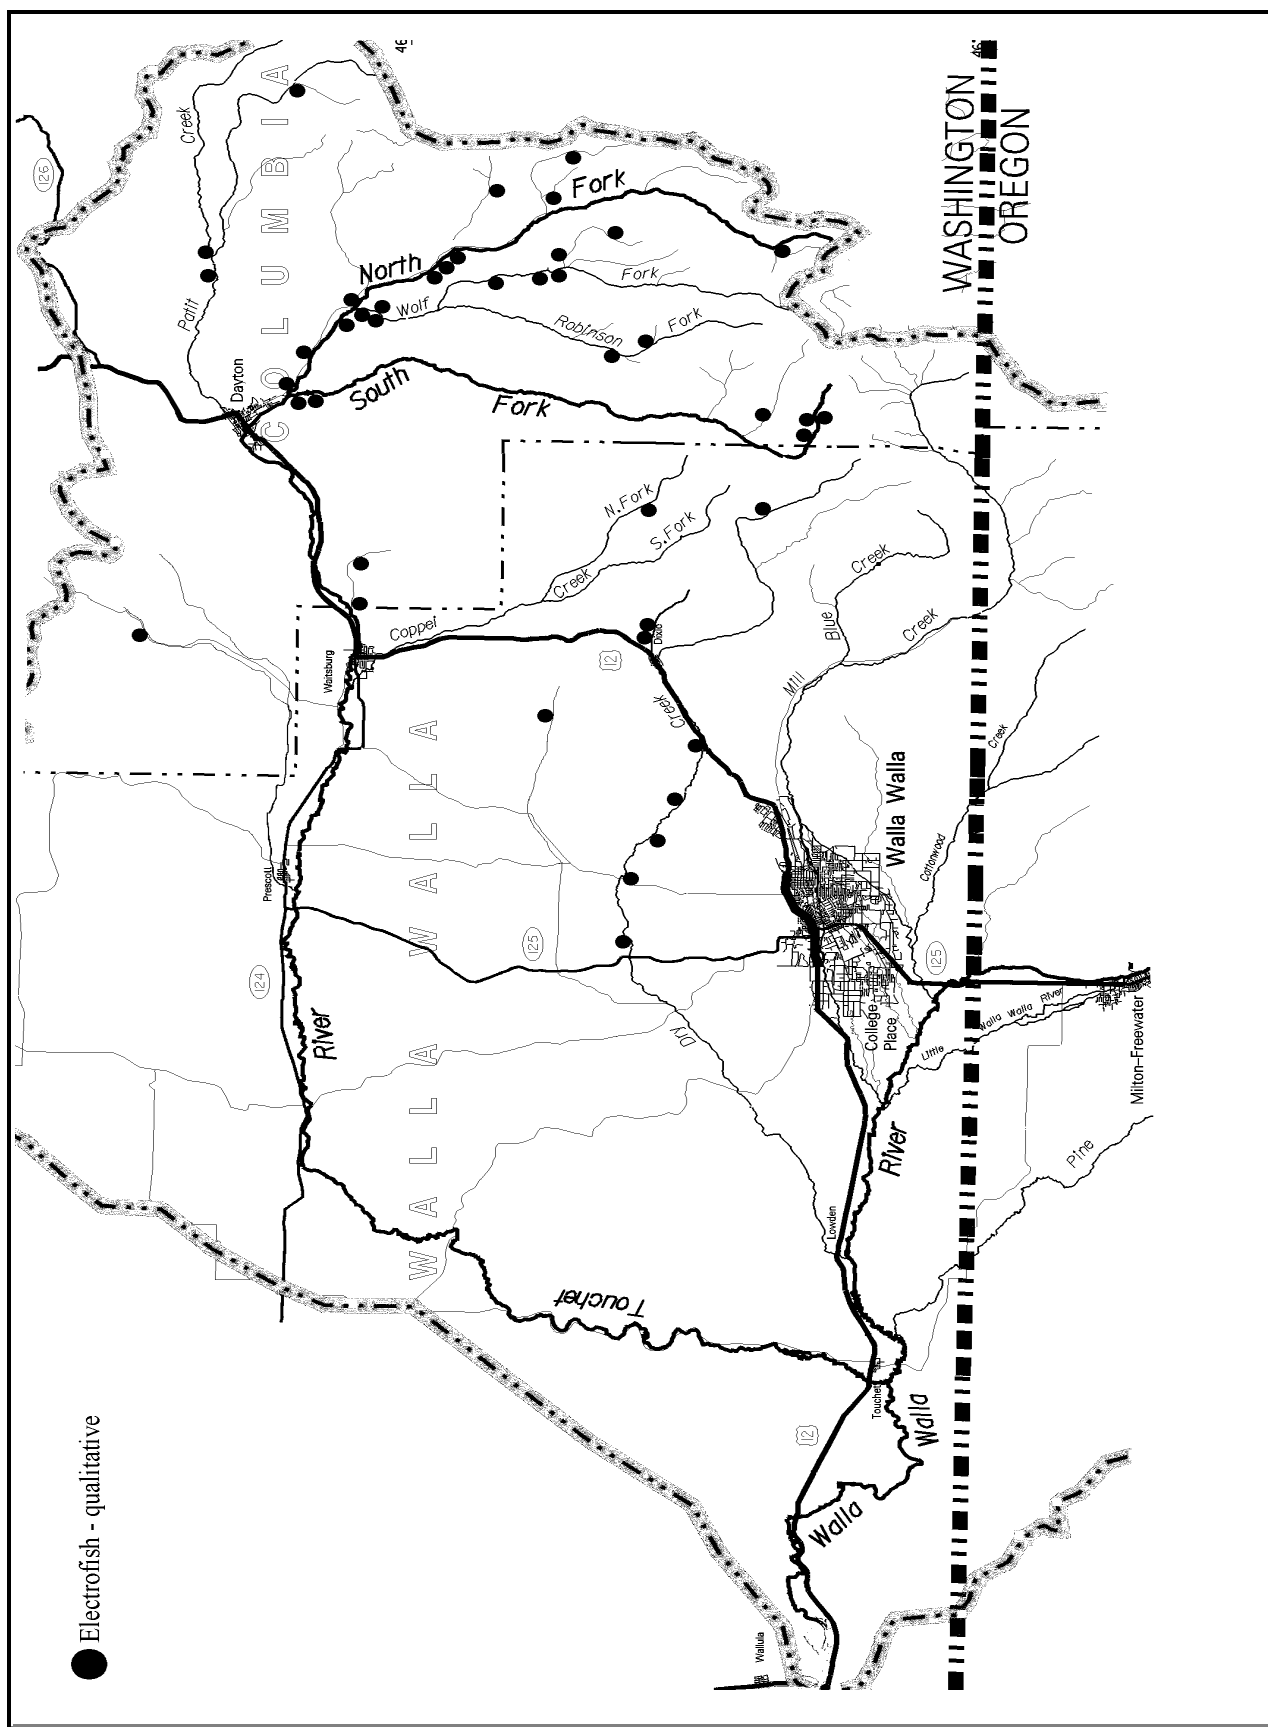 Electrofish - qualitative
WASHINGTON
OREGON
46°
46°
COLUMBIA
WALLA WALLA
126
Creek
Patit
Dayton
North
Fork
Wolf
Fork
Robinson
Fork
South
Fork
N. Fork
S. Fork
Creek
Coppei
Waitsburg
Dixie
12
Creek
Dry
Blue
Creek
Mill
Creek
Creek
Cottonwood
Walla Walla
College
Place
125
125
124
Prescott
River
Touchet
Little
Walla Walla River
Milton-Freewater
Pine
River
Lowden
Touchet
Walla
Walla
12
Wallula